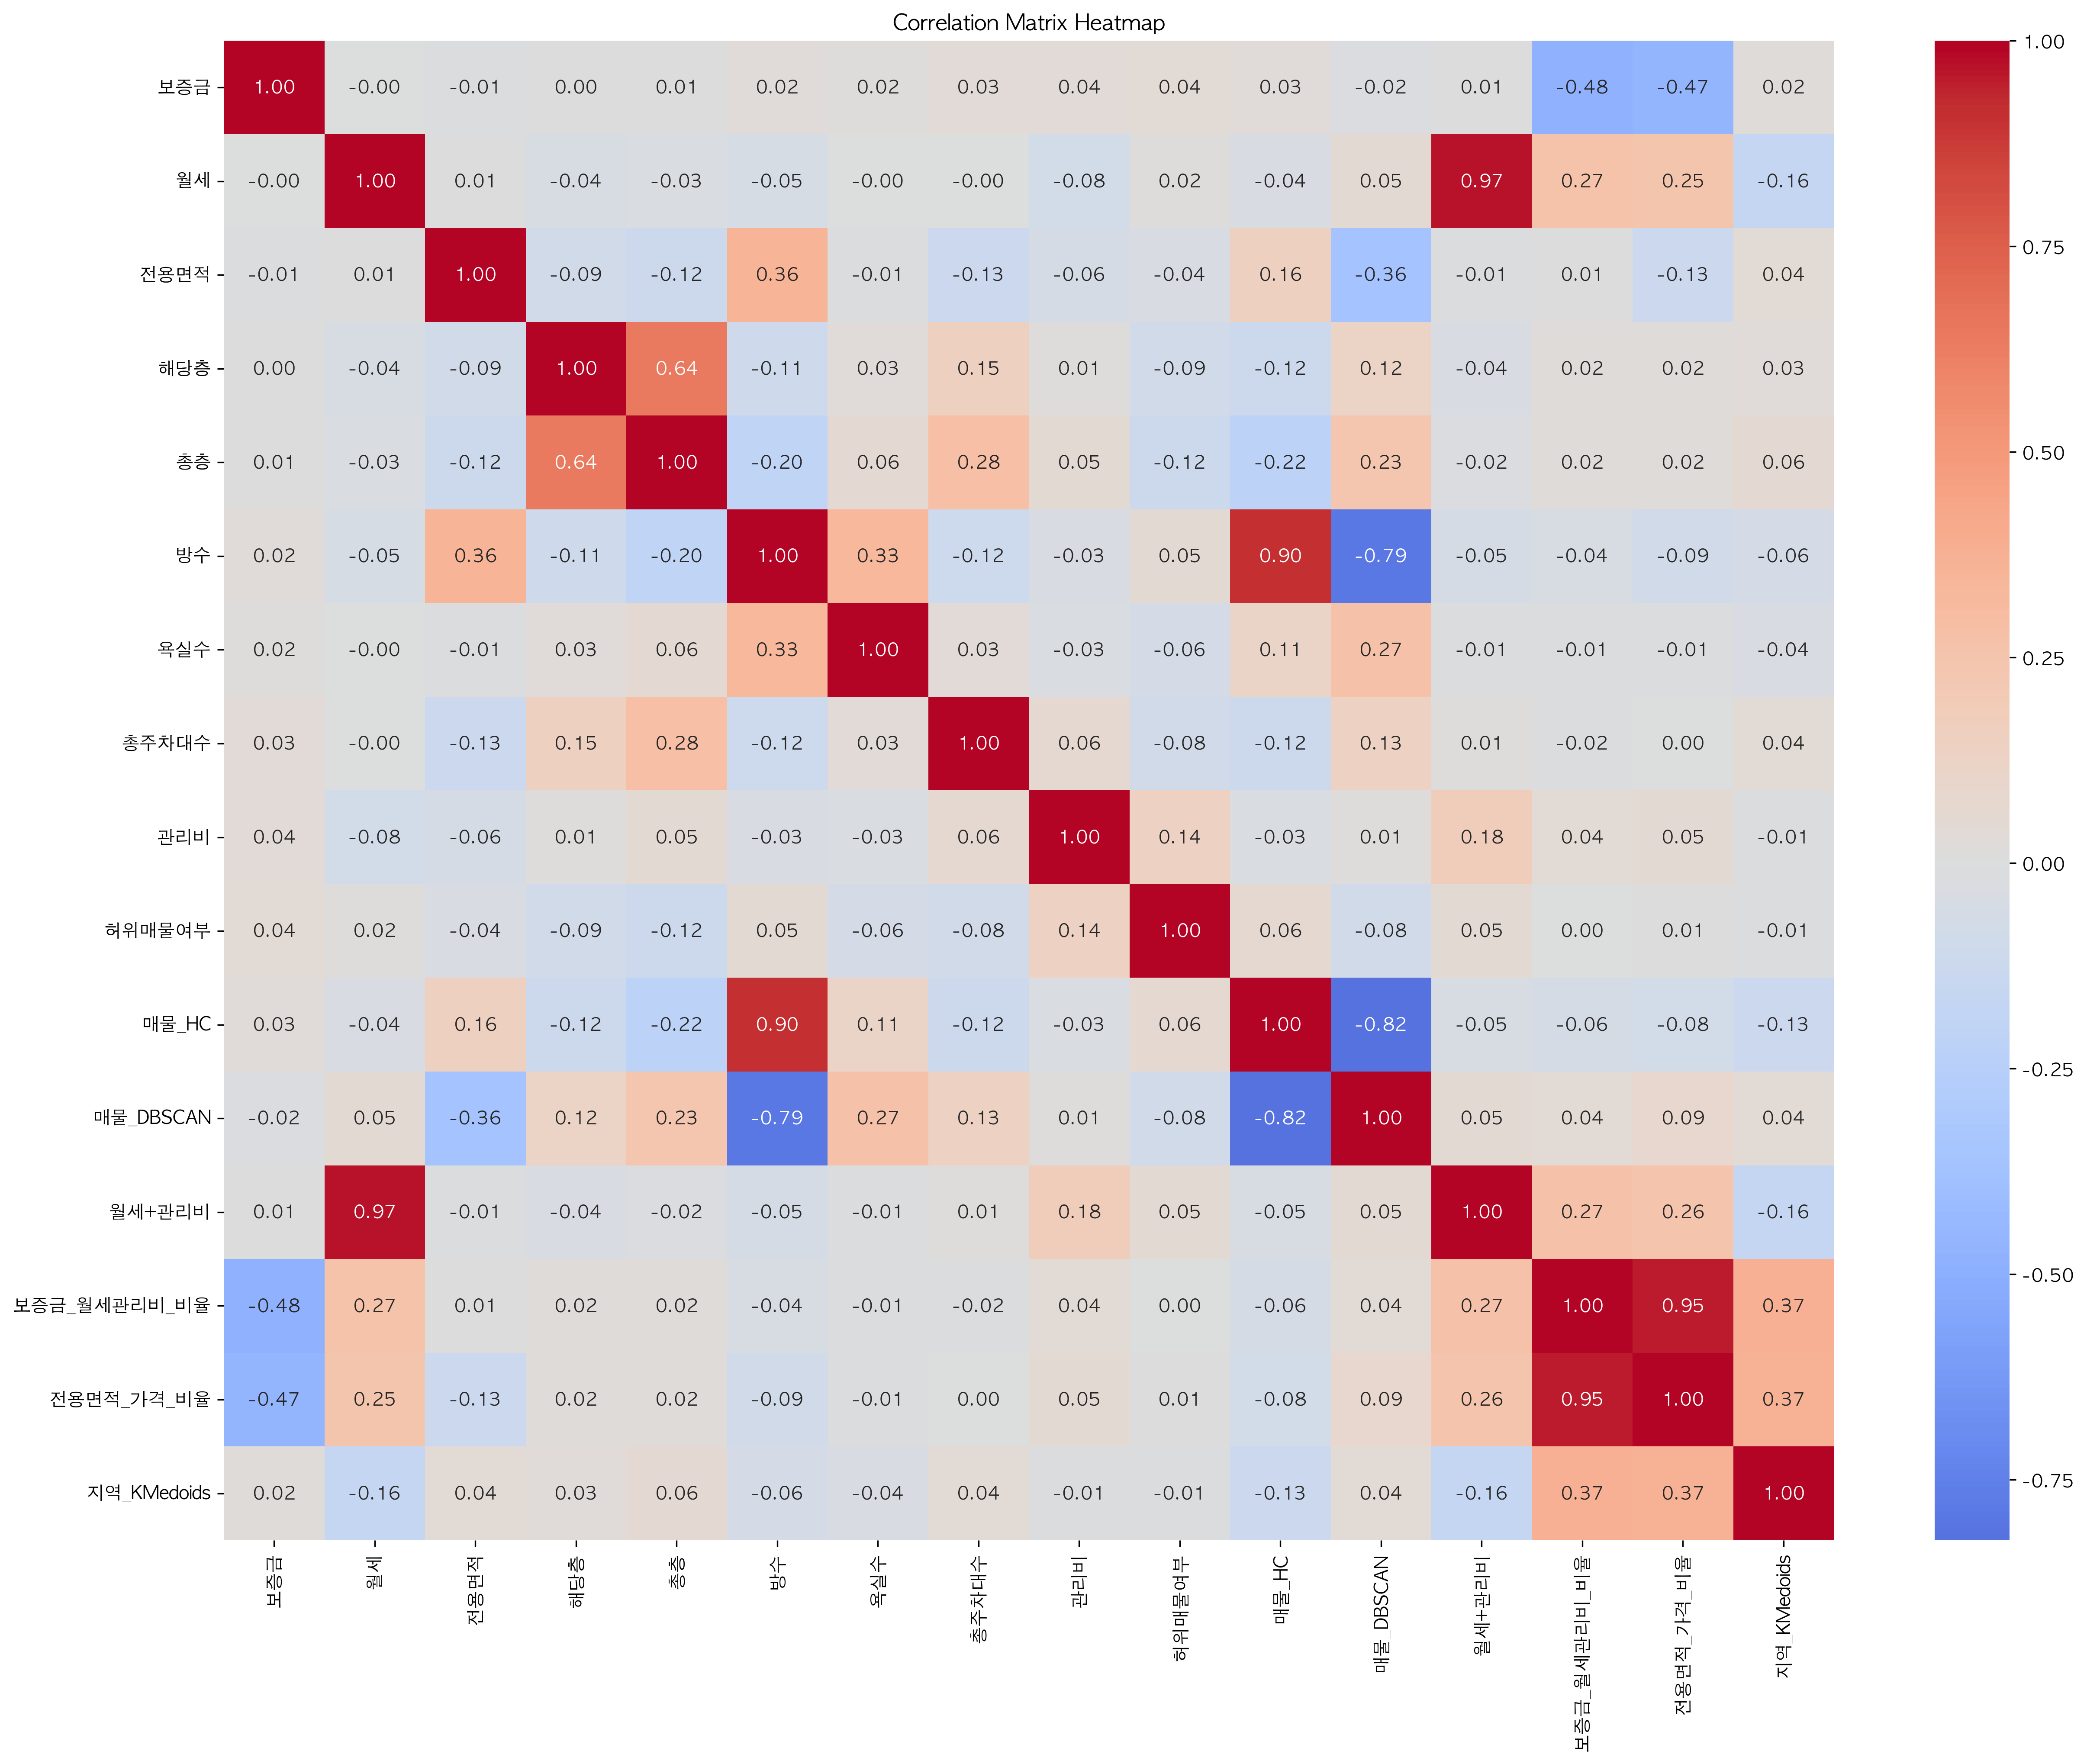 Correlation Matrix Heatmap
보증금 1.00 -0.00 -0.01 0.00 0.01 0.02 0.02 0.03 0.04 0.04 0.03 -0.02 0.01 -0.48 -0.47 0.02
월세 -0.00 1.00 0.01 -0.04 -0.03 -0.05 -0.00 -0.00 -0.08 0.02 -0.04 0.05 0.97 0.27 0.25 -0.16
전용면적 -0.01 0.01 1.00 -0.09 -0.12 0.36 -0.01 -0.13 -0.06 -0.04 0.16 -0.36 -0.01 0.01 -0.13 0.04
해당층 0.00 -0.04 -0.09 1.00 0.64 -0.11 0.03 0.15 0.01 -0.09 -0.12 0.12 -0.04 0.02 0.02 0.03
총층 0.01 -0.03 -0.12 0.64 1.00 -0.20 0.06 0.28 0.05 -0.12 -0.22 0.23 -0.02 0.02 0.02 0.06
방수 0.02 -0.05 0.36 -0.11 -0.20 1.00 0.33 -0.12 -0.03 0.05 0.90 -0.79 -0.05 -0.04 -0.09 -0.06
욕실수 0.02 -0.00 -0.01 0.03 0.06 0.33 1.00 0.03 -0.03 -0.06 0.11 0.27 -0.01 -0.01 -0.01 -0.04
총주차대수 0.03 -0.00 -0.13 0.15 0.28 -0.12 0.03 1.00 0.06 -0.08 -0.12 0.13 0.01 -0.02 0.00 0.04
관리비 0.04 -0.08 -0.06 0.01 0.05 -0.03 -0.03 0.06 1.00 0.14 -0.03 0.01 0.18 0.04 0.05 -0.01
허위매물여부 0.04 0.02 -0.04 -0.09 -0.12 0.05 -0.06 -0.08 0.14 1.00 0.06 -0.08 0.05 0.00 0.01 -0.01
매물_HC 0.03 -0.04 0.16 -0.12 -0.22 0.90 0.11 -0.12 -0.03 0.06 1.00 -0.82 -0.05 -0.06 -0.08 -0.13
매물_DBSCAN -0.02 0.05 -0.36 0.12 0.23 -0.79 0.27 0.13 0.01 -0.08 -0.82 1.00 0.05 0.04 0.09 0.04
월세+관리비 0.01 0.97 -0.01 -0.04 -0.02 -0.05 -0.01 0.01 0.18 0.05 -0.05 0.05 1.00 0.27 0.26 -0.16
보증금_월세관리비_비율 -0.48 0.27 0.01 0.02 0.02 -0.04 -0.01 -0.02 0.04 0.00 -0.06 0.04 0.27 1.00 0.95 0.37
전용면적_가격_비율 -0.47 0.25 -0.13 0.02 0.02 -0.09 -0.01 0.00 0.05 0.01 -0.08 0.09 0.26 0.95 1.00 0.37
지역_KMedoids 0.02 -0.16 0.04 0.03 0.06 -0.06 -0.04 0.04 -0.01 -0.01 -0.13 0.04 -0.16 0.37 0.37 1.00
보증금
월세
전용면적
해당층
총층
방수
욕실수
총주차대수
관리비
허위매물여부
매물_HC
매물_DBSCAN
월세+관리비
보증금_월세관리비_비율
전용면적_가격_비율
지역_KMedoids
1.00
0.75
0.50
0.25
0.00
-0.25
-0.50
-0.75